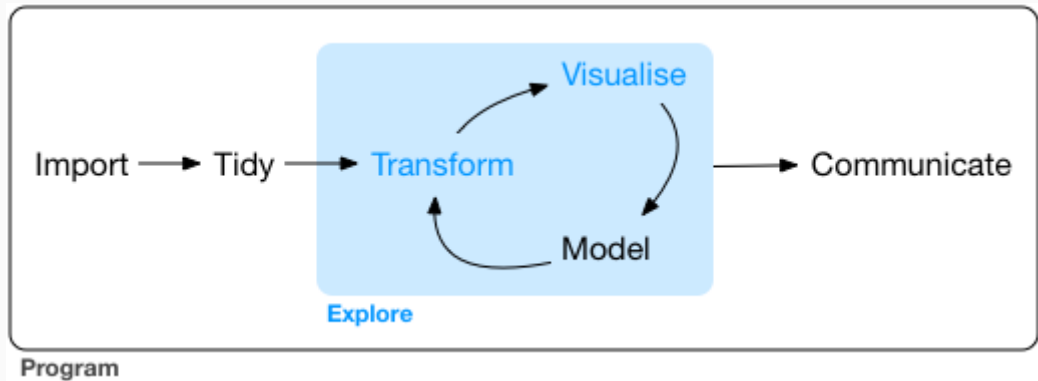 Visualise
Import
Tidy
Transform
Communicate
Model
Explore
Program